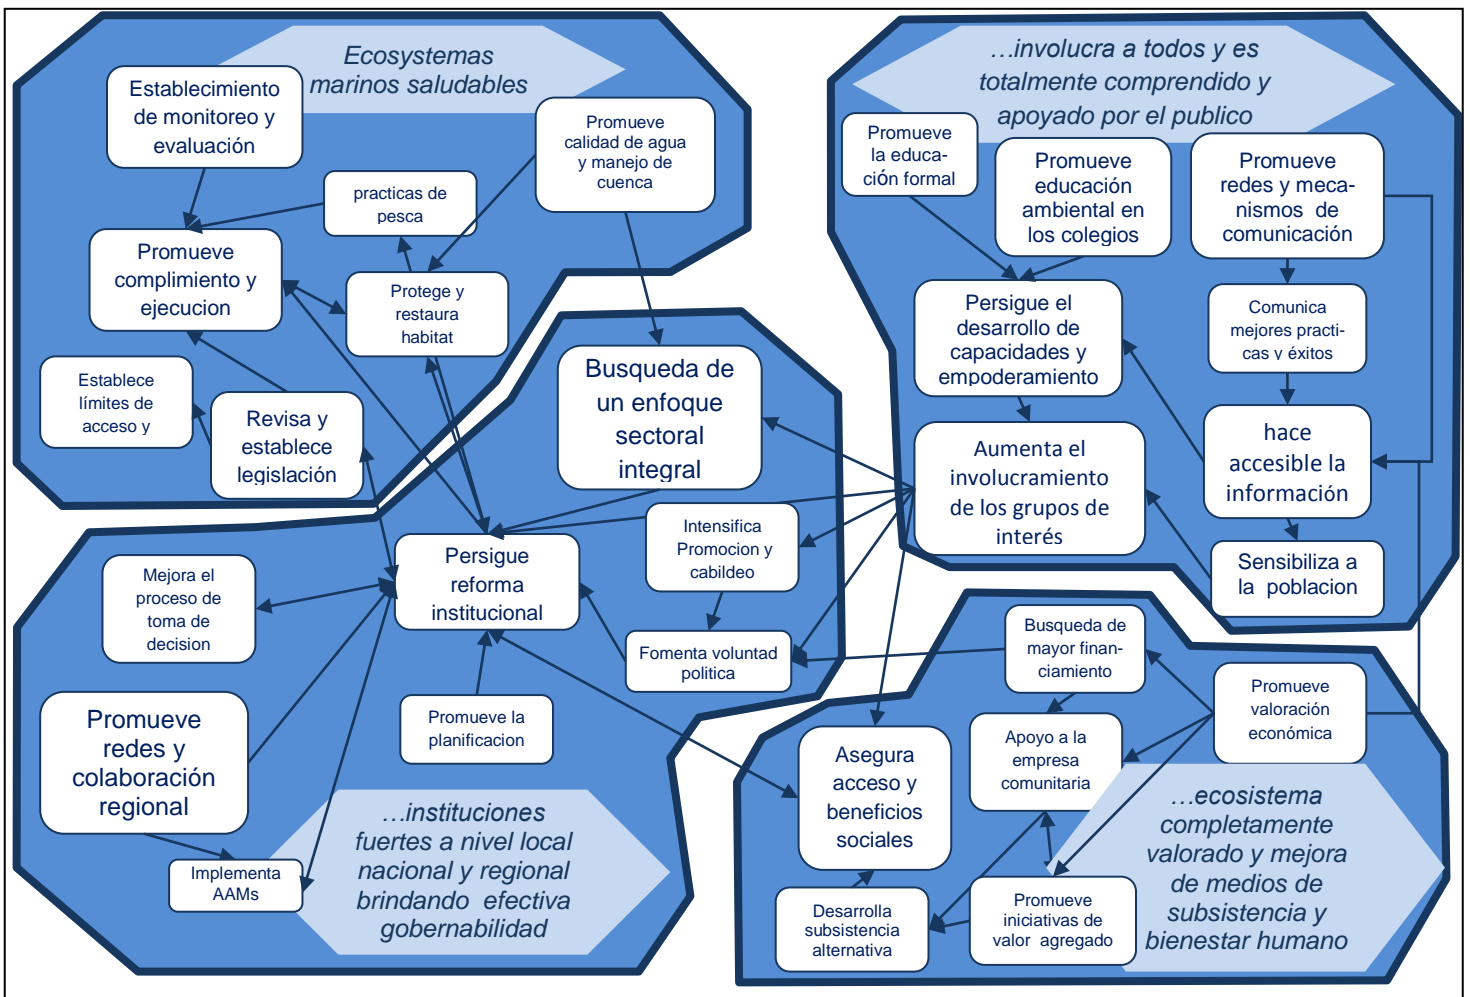 Ecosystemas
marinos saludables
Establecimiento
de monitoreo y
evaluación
Promueve
calidad de agua
y manejo de
cuenca
practicas de
pesca
Promueve
complimiento y
ejecucion
Protege y
restaura
habitat
Establece
límites de
acceso y
Revisa y
establece
legislación
…involucra a todos y es
totalmente comprendido y
apoyado por el publico
Promueve
la educa-
ción formal
Promueve
educación
ambiental en
los colegios
Promueve
redes y meca-
nismos de
comunicación
Persigue el
desarrollo de
capacidades y
empoderamiento
Comunica
mejores practi-
cas y éxitos
Aumenta el
involucramiento
de los grupos de
interés
hace
accesible la
información
Sensibiliza a
la poblacion
Busqueda de
un enfoque
sectoral
integral
Intensifica
Promocion y
cabildeo
Persigue
reforma
institucional
Fomenta voluntad
politica
Mejora el
proceso de
toma de
decision
Promueve la
planificacion
Promueve
redes y
colaboración
regional
Implementa
AAMs
…instituciones
fuertes a nivel local
nacional y regional
brindando efectiva
gobernabilidad
Busqueda de
mayor finan-
ciamiento
Promueve
valoración
económica
Asegura
acceso y
beneficios
sociales
Apoyo a la
empresa
comunitaria
Desarrolla
subsistencia
alternativa
Promueve
iniciativas de
valor agregado
…ecosistema
completamente
valorado y mejora
de medios de
subsistencia y
bienestar humano